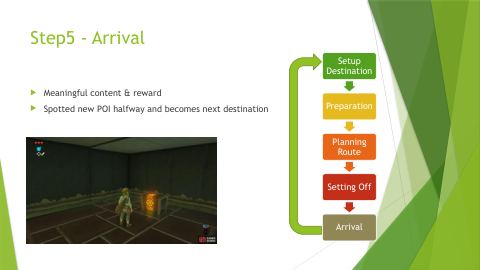 Step5 - Arrival
Meaningful content & reward
Spotted new POI halfway and becomes next destination
Setup
Destination
Preparation
Planning
Route
Setting Off
Arrival